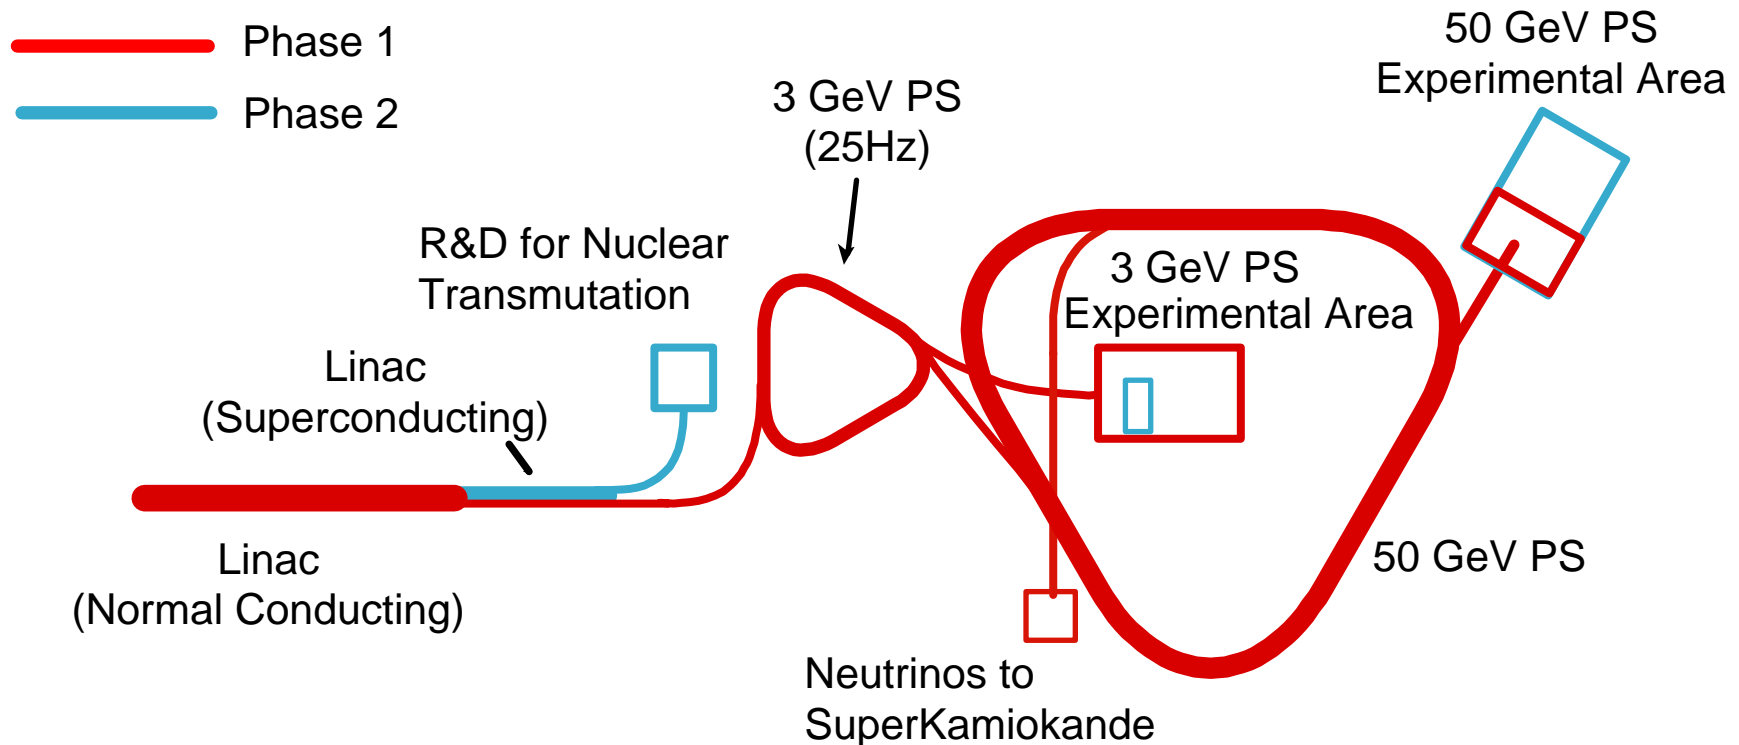 Phase 1
Phase 2
3 GeV PS
(25Hz)
50 GeV PS
Experimental Area
R&D for Nuclear
Transmutation
3 GeV PS
Experimental Area
Linac
(Superconducting)
Linac
(Normal Conducting)
50 GeV PS
Neutrinos to
SuperKamiokande